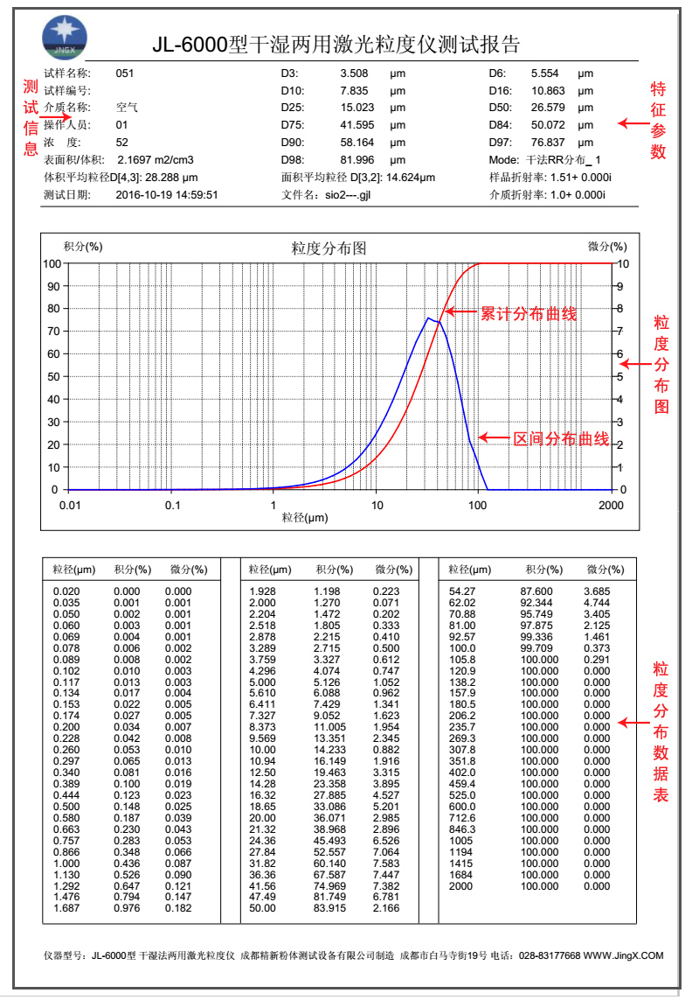 JNGX
JL-6000型干湿两用激光粒度仪测试报告
试样名称: 051 D3: 3.508 μm D6: 5.554 μm
试样编号: D10: 7.835 μm D16: 10.863 μm
介质名称: 空气 D25: 15.023 μm D50: 26.579 μm
操作人员: 01 D75: 41.595 μm D84: 50.072 μm
浓 度: 52 D90: 58.164 μm D97: 76.837 μm
表面积/体积: 2.1697 m2/cm3 D98: 81.996 μm Mode: 干法RR分布_ 1
体积平均粒径D[4,3]: 28.288 μm 面积平均粒径 D[3,2]: 14.624μm 样品折射率: 1.51+ 0.000i
测试日期: 2016-10-19 14:59:51 文件名: sio2---.gjl 介质折射率: 1.0+ 0.000i
测试信息
特征参数
积分(%) 粒度分布图 微分(%)
100 10
90 9
80 8
70 7
60 6
50 5
40 4
30 3
20 2
10 1
0 0
0.01 0.1 1 10 100 2000
粒径(μm)
累计分布曲线
区间分布曲线
粒度分布图
粒径(μm) 积分(%) 微分(%) 粒径(μm) 积分(%) 微分(%) 粒径(μm) 积分(%) 微分(%)
0.020 0.000 0.000 1.928 1.198 0.223 54.27 87.600 3.685
0.035 0.001 0.001 2.000 1.270 0.071 62.02 92.344 4.744
0.050 0.002 0.001 2.204 1.472 0.202 70.88 95.749 3.405
0.060 0.003 0.001 2.518 1.805 0.333 81.00 97.875 2.125
0.069 0.004 0.001 2.878 2.215 0.410 92.57 99.336 1.461
0.078 0.006 0.002 3.289 2.715 0.500 100.0 99.709 0.373
0.089 0.008 0.002 3.759 3.327 0.612 105.8 100.000 0.291
0.102 0.010 0.003 4.296 4.074 0.747 120.9 100.000 0.000
0.117 0.013 0.003 5.000 5.126 1.052 138.2 100.000 0.000
0.134 0.017 0.004 5.610 6.088 0.962 157.9 100.000 0.000
0.153 0.022 0.005 6.411 7.429 1.341 180.5 100.000 0.000
0.174 0.027 0.005 7.327 9.052 1.623 206.2 100.000 0.000
0.200 0.034 0.007 8.373 11.005 1.954 235.7 100.000 0.000
0.228 0.042 0.008 9.569 13.351 2.345 269.3 100.000 0.000
0.260 0.053 0.010 10.00 14.233 0.882 307.8 100.000 0.000
0.297 0.065 0.013 10.94 16.149 1.916 351.8 100.000 0.000
0.340 0.081 0.016 12.50 19.463 3.315 402.0 100.000 0.000
0.389 0.100 0.019 14.28 23.358 3.895 459.4 100.000 0.000
0.444 0.123 0.023 16.32 27.885 4.527 525.0 100.000 0.000
0.500 0.148 0.025 18.65 33.086 5.201 600.0 100.000 0.000
0.580 0.187 0.039 20.00 36.071 2.985 712.6 100.000 0.000
0.663 0.230 0.043 21.32 38.968 2.896 846.3 100.000 0.000
0.757 0.283 0.053 24.36 45.493 6.526 1005 100.000 0.000
0.866 0.348 0.066 27.84 52.557 7.064 1194 100.000 0.000
1.000 0.436 0.087 31.82 60.140 7.583 1415 100.000 0.000
1.130 0.526 0.090 36.36 67.587 7.447 1684 100.000 0.000
1.292 0.647 0.121 41.56 74.969 7.382 2000 100.000 0.000
1.476 0.794 0.147 47.49 81.749 6.781
1.687 0.976 0.182 50.00 83.915 2.166
粒度分布数据表
仪器型号: JL-6000型 干湿法两用激光粒度仪 成都精新粉体测试设备有限公司制造 成都市白马寺街19号 电话: 028-83177668 WWW.JingX.COM